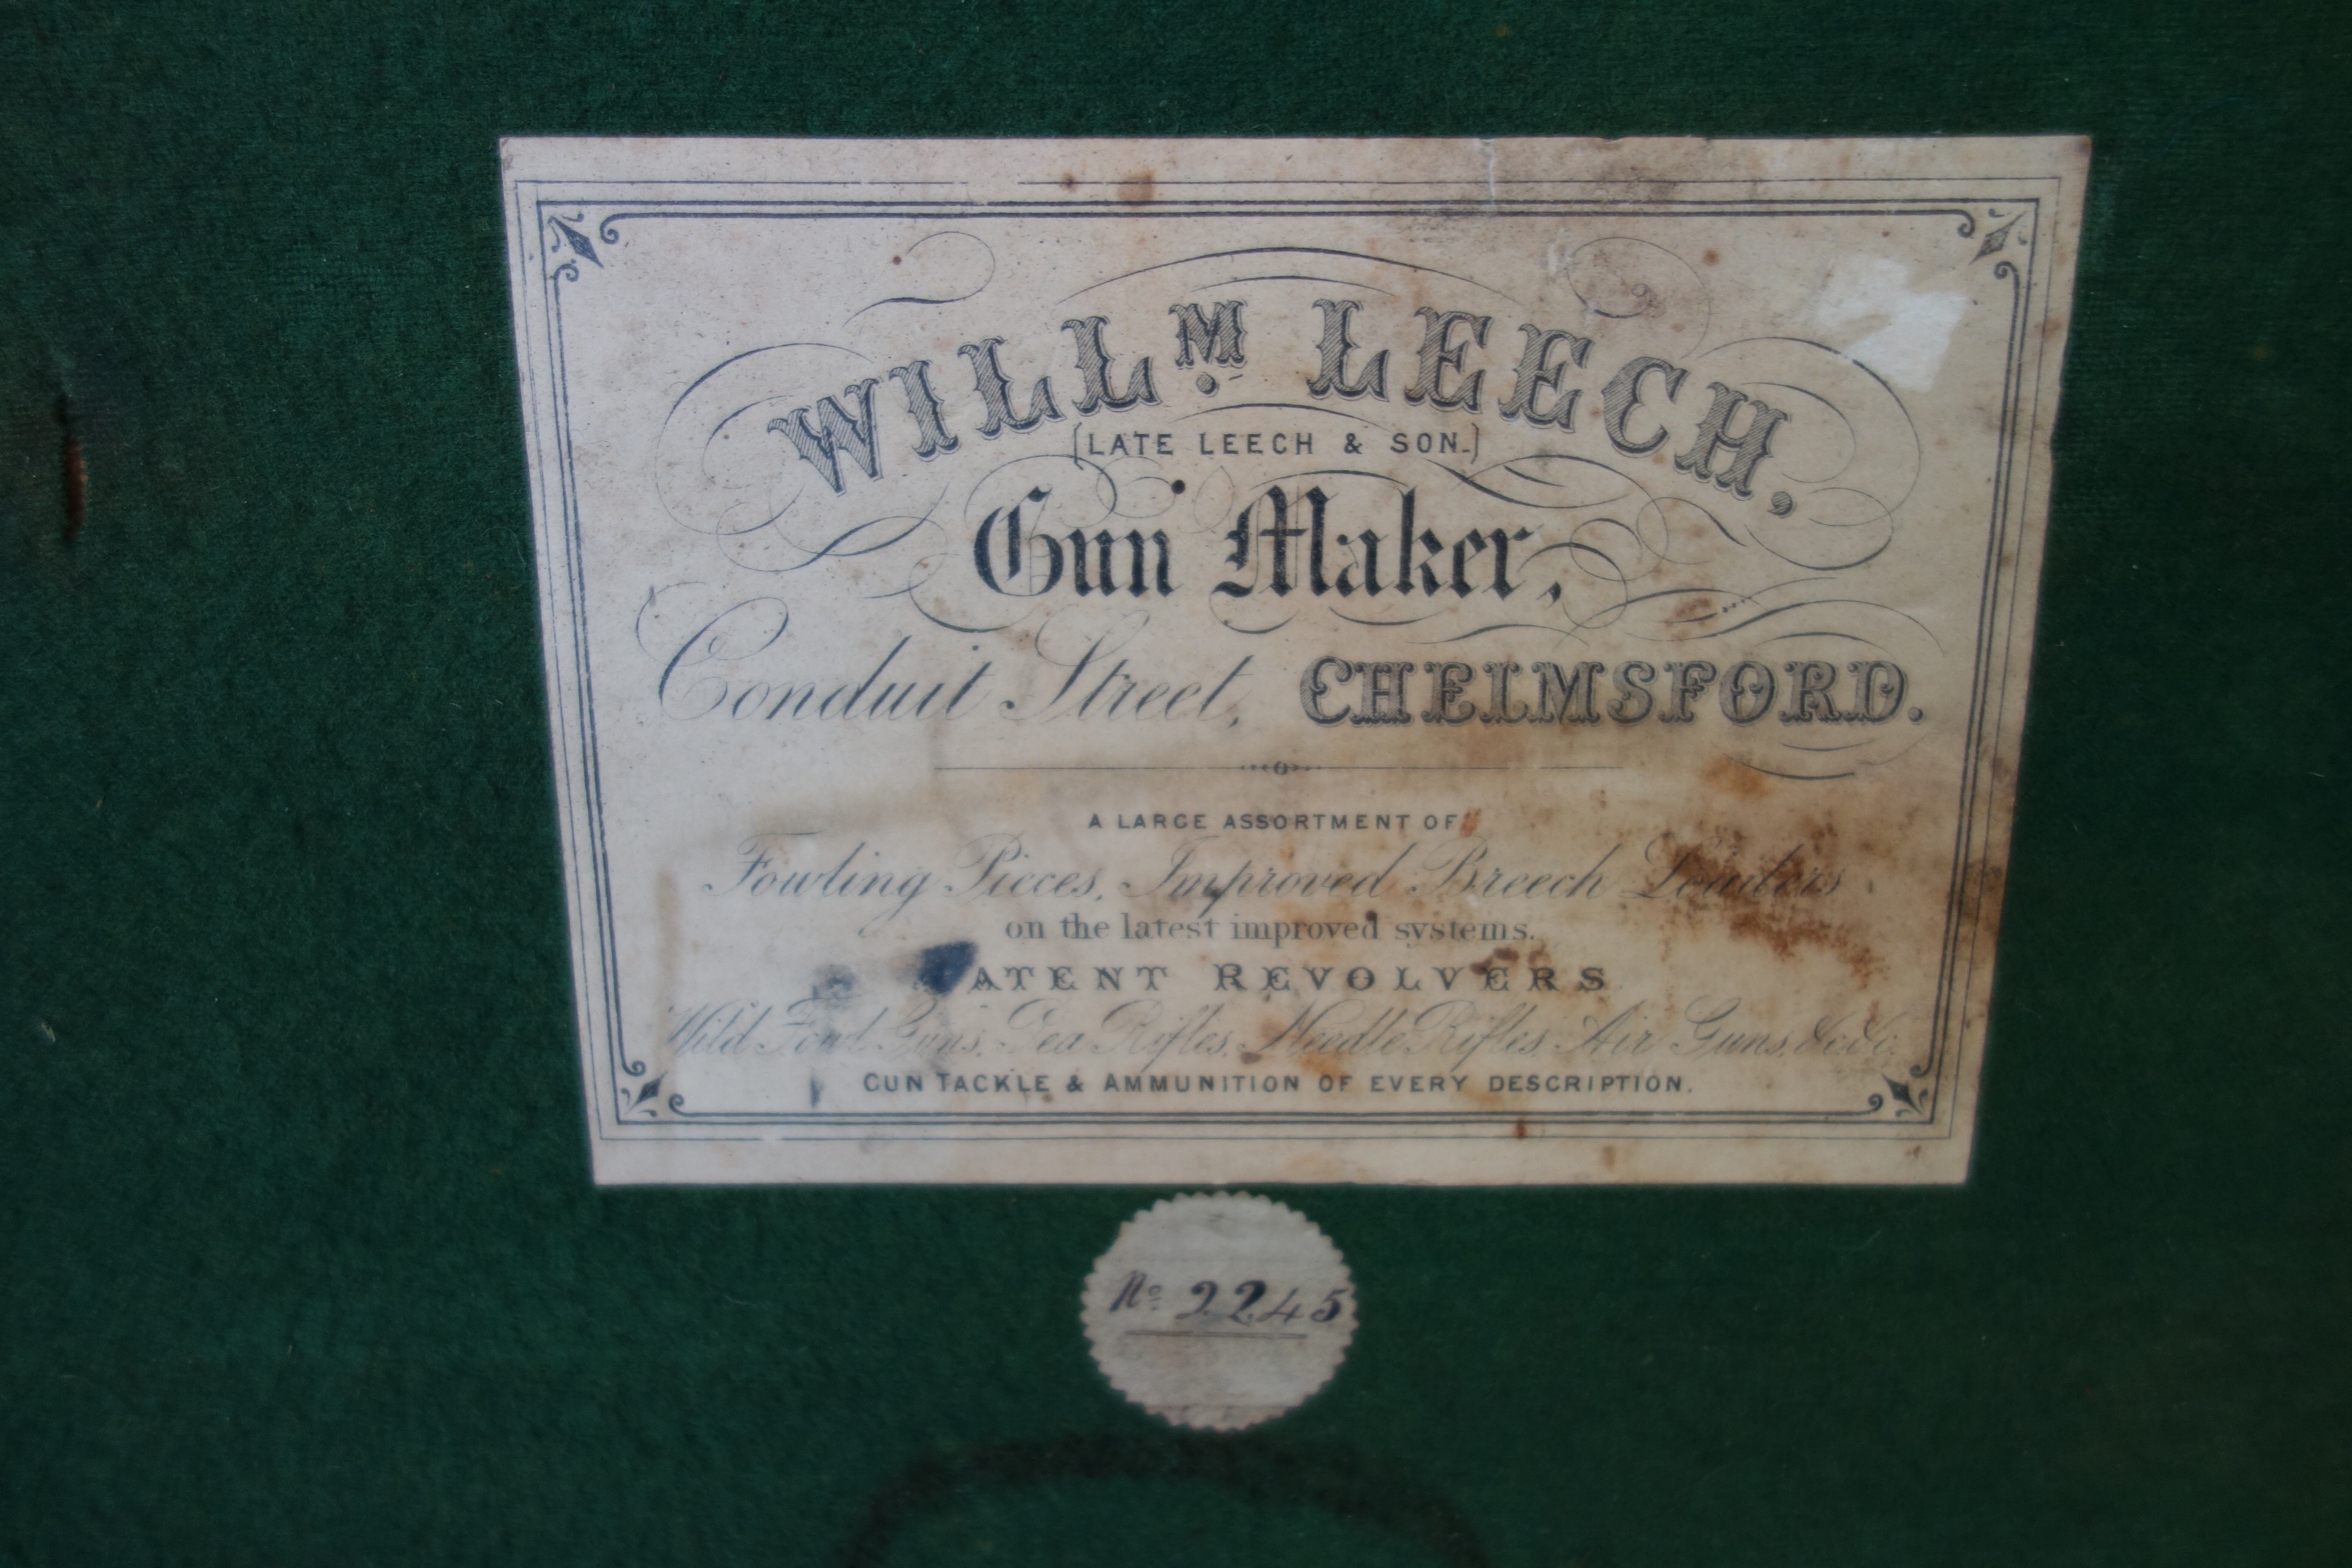 WILLM. LEECH,
(LATE LEECH & SON.)
Gun Maker,
Conduit Street, CHELMSFORD.
A LARGE ASSORTMENT OF
Fowling Pieces, Improved Breech Loaders
on the latest improved systems.
PATENT REVOLVERS
Wild Fowl Guns, Pea Rifles, Needle Rifles, Air Guns, &c. &c.
GUN TACKLE & AMMUNITION OF EVERY DESCRIPTION.
No. 2245